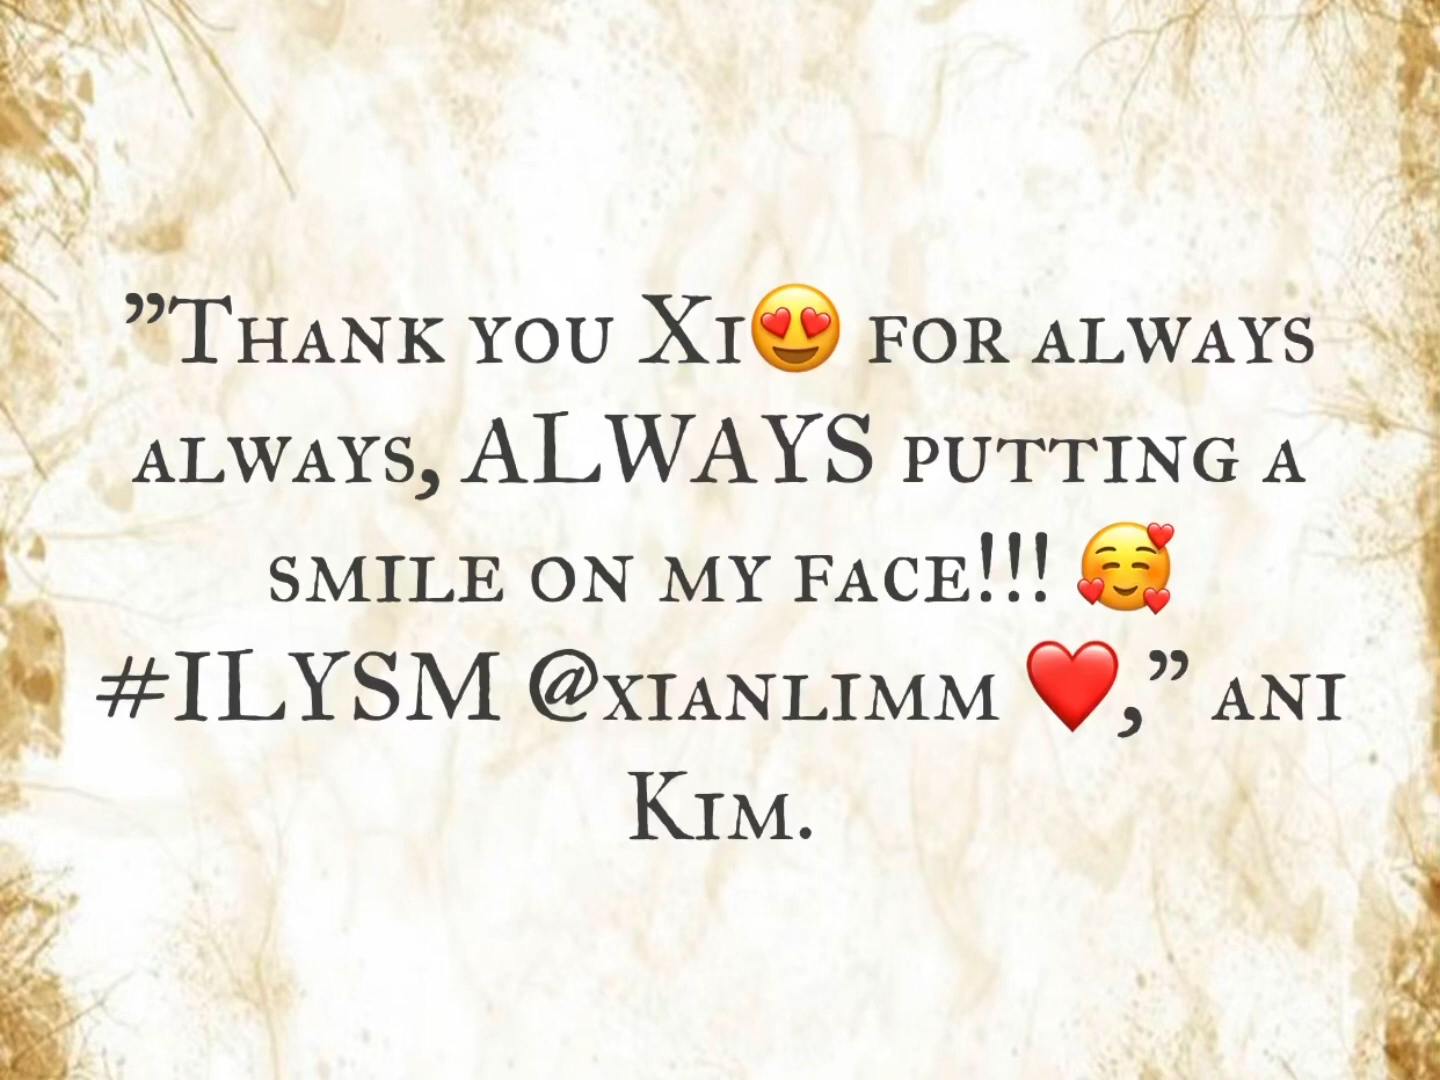 ”Thank you Xi😍 for always
always, ALWAYS putting a
smile on my face!!! 🥰
#ILYSM @xianlimm ❤️,” ani
Kim.